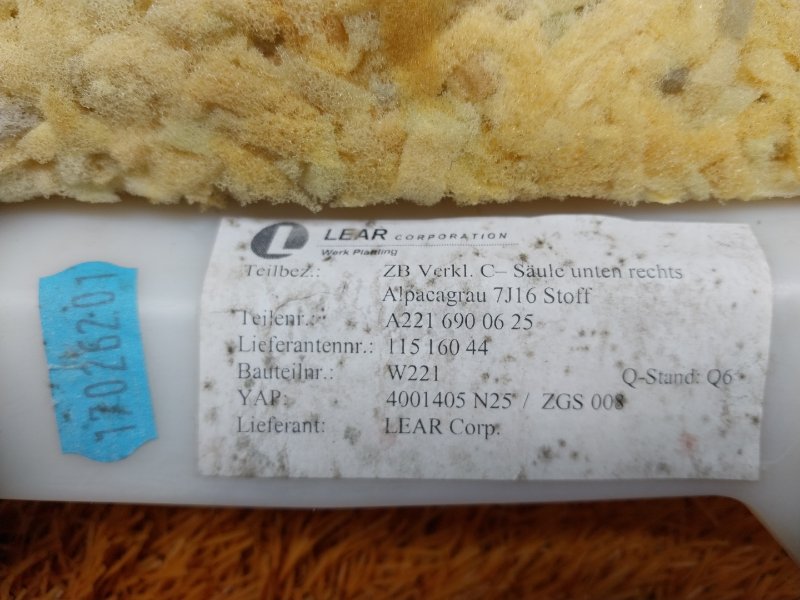 LEAR CORPORATION
Werk Plattling
Teilbez.: ZB Verkl. C– Säule unten rechts
Alpacagrau 7J16 Stoff
Teilenr.: A221 690 06 25
Lieferantennr.: 115 160 44
Bauteilnr.: W221 Q-Stand: Q6
YAP: 4001405 N25 / ZGS 008
Lieferant: LEAR Corp.
17026201